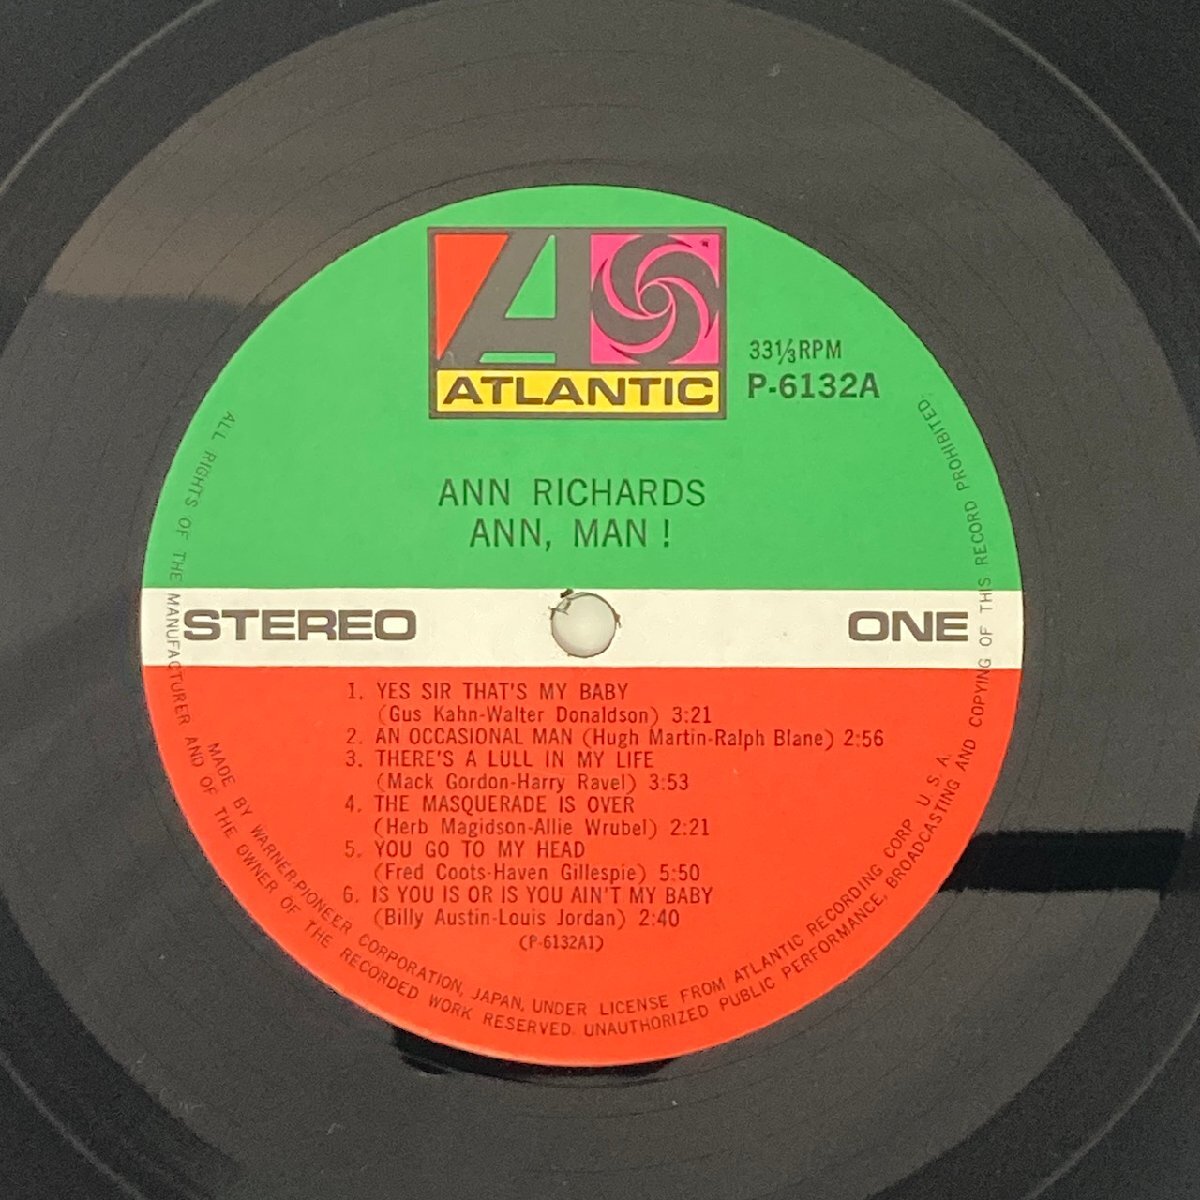 ATLANTIC
33⅓ RPM
P-6132A
ANN RICHARDS
ANN, MAN !
STEREO
ONE
1. YES SIR THAT'S MY BABY
(Gus Kahn-Walter Donaldson) 3:21
2. AN OCCASIONAL MAN (Hugh Martin-Ralph Blane) 2:56
3. THERE'S A LULL IN MY LIFE
(Mack Gordon-Harry Ravel) 3:53
4. THE MASQUERADE IS OVER
(Herb Magidson-Allie Wrubel) 2:21
5. YOU GO TO MY HEAD
(Fred Coots-Haven Gillespie) 5:50
6. IS YOU IS OR IS YOU AIN'T MY BABY
(Billy Austin-Louis Jordan) 2:40
(P-6132A1)
MADE BY WARNER-PIONEER CORPORATION, JAPAN, UNDER LICENSE FROM ATLANTIC RECORDING CORP. U. S. A.
ALL RIGHTS OF THE MANUFACTURER AND OF THE OWNER OF THE RECORDED WORK RESERVED. UNAUTHORIZED PUBLIC PERFORMANCE, BROADCASTING AND COPYING OF THIS RECORD PROHIBITED.